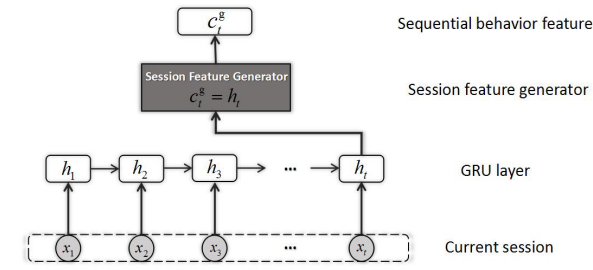 c_t^g
Sequential behavior feature
Session Feature Generator
c_t^g = h_t
Session feature generator
h_1 h_2 h_3 ... h_t
GRU layer
x_1 x_2 x_3 ... x_t
Current session